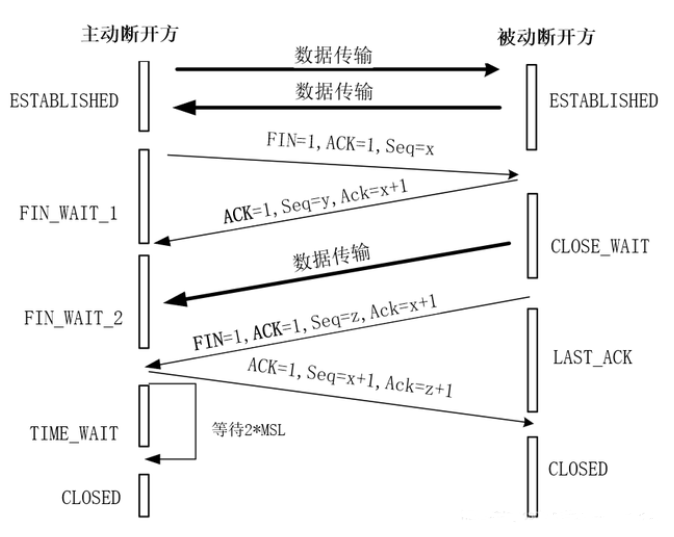 主动断开方
被动断开方
数据传输
数据传输
ESTABLISHED
ESTABLISHED
FIN=1, ACK=1, Seq=x
ACK=1, Seq=y, Ack=x+1
FIN_WAIT_1
CLOSE_WAIT
数据传输
FIN_WAIT_2
FIN=1, ACK=1, Seq=z, Ack=x+1
LAST_ACK
ACK=1, Seq=x+1, Ack=z+1
TIME_WAIT
等待2*MSL
CLOSED
CLOSED